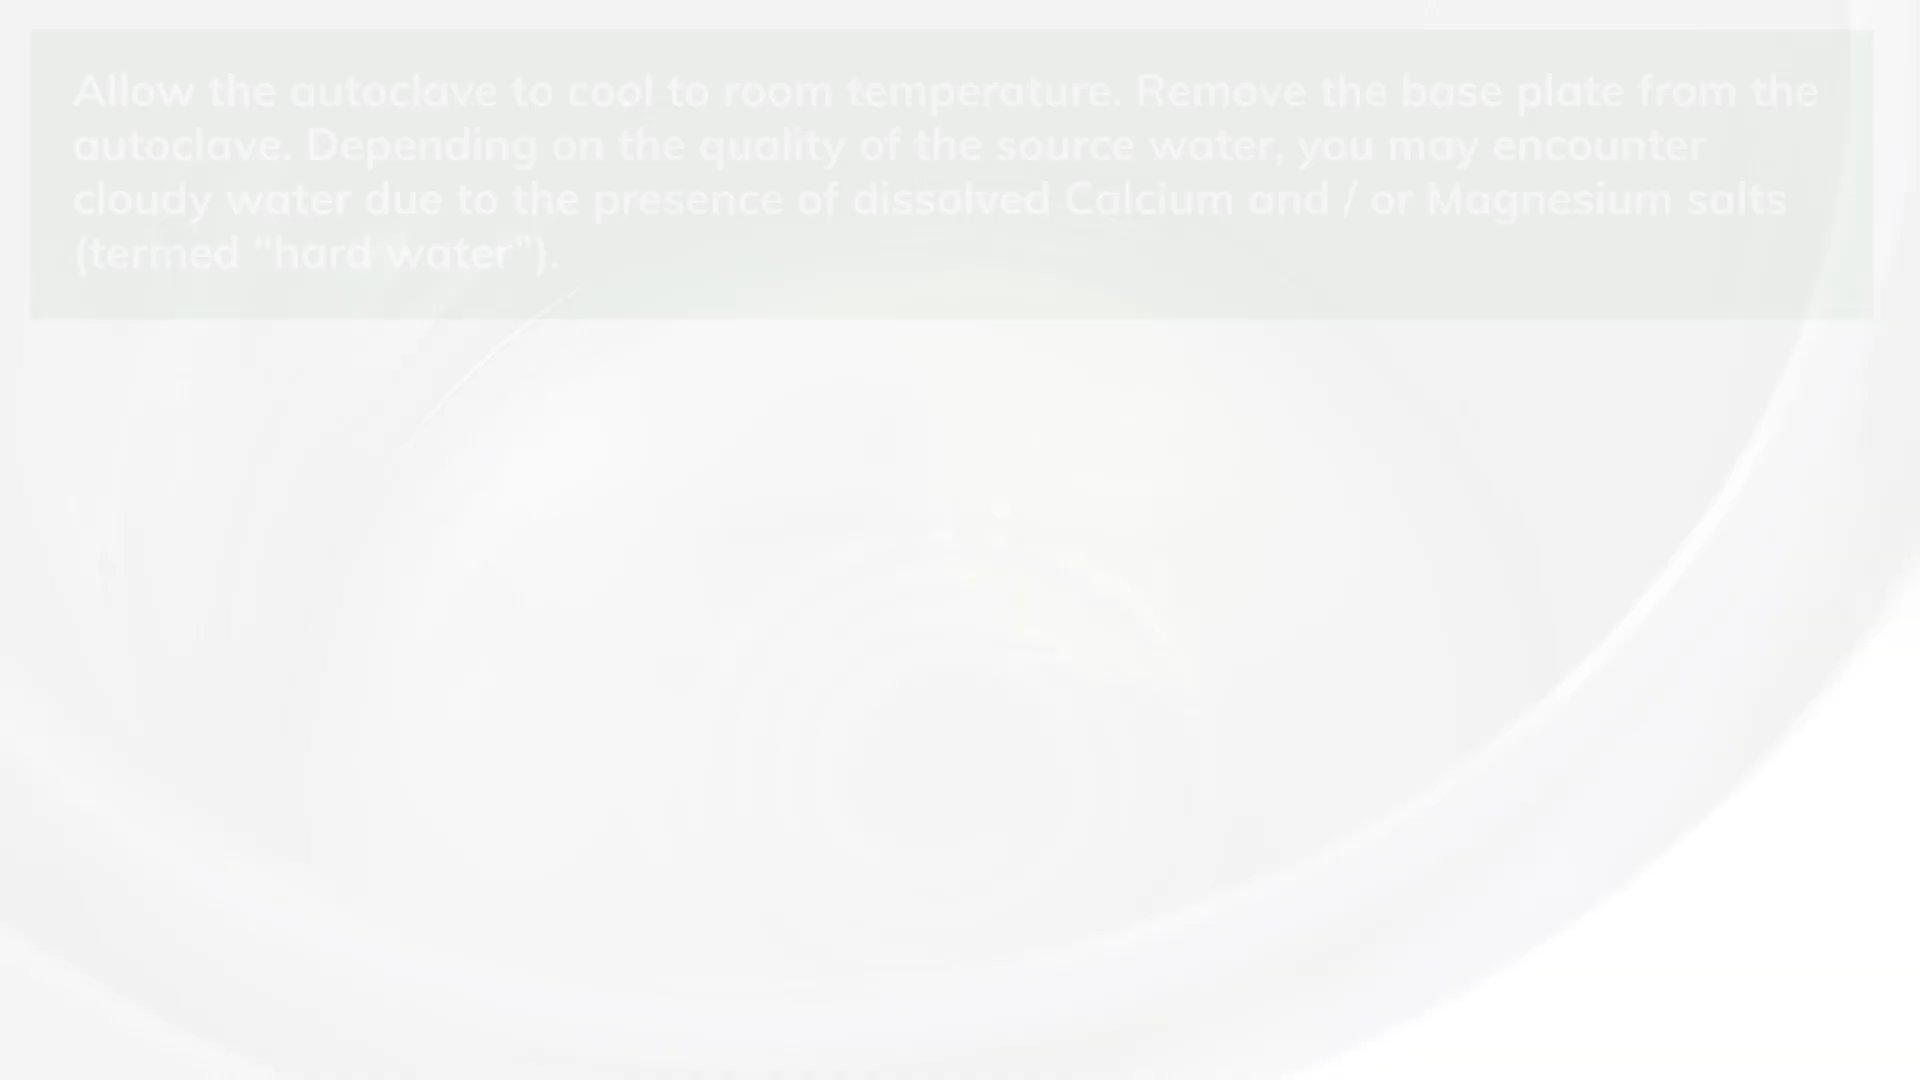 Allow the autoclave to cool to room temperature. Remove the base plate from the
autoclave. Depending on the quality of the source water, you may encounter
cloudy water due to the presence of dissolved Calcium and / or Magnesium salts
(termed “hard water”).